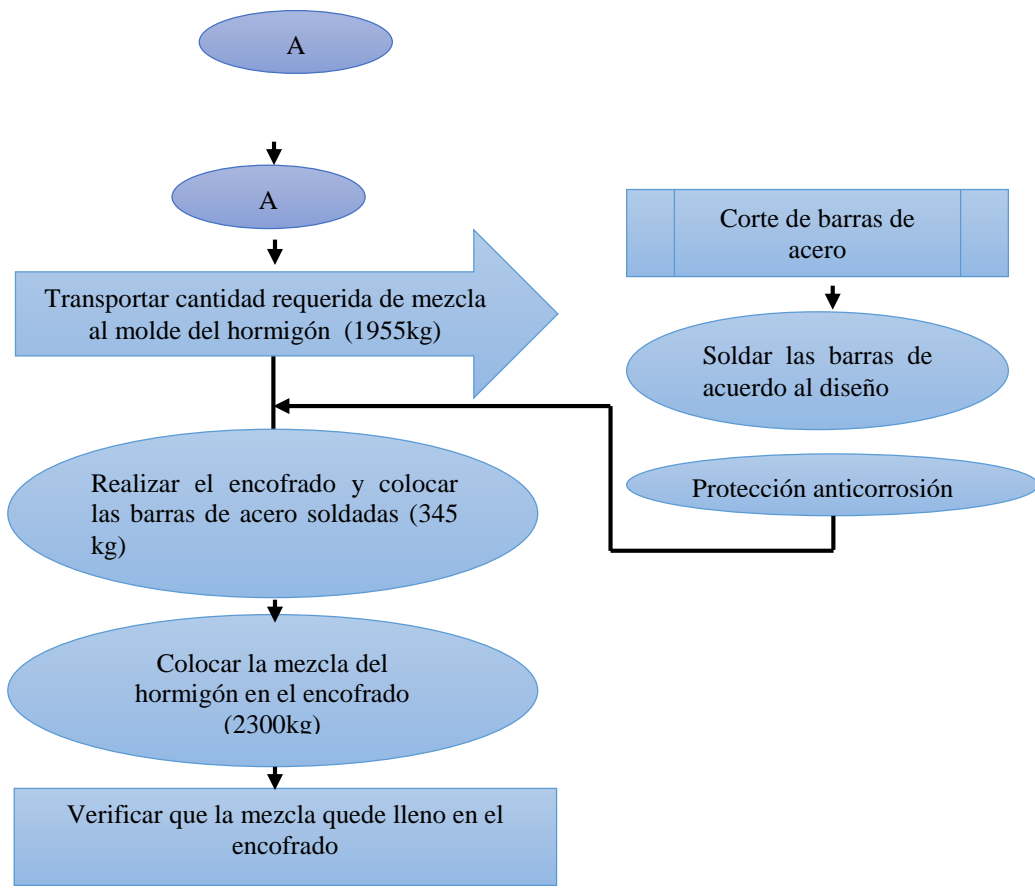 A
A
Transportar cantidad requerida de mezcla
al molde del hormigón (1955kg)
Corte de barras de
acero
Soldar las barras de
acuerdo al diseño
Protección anticorrosión
Realizar el encofrado y colocar
las barras de acero soldadas (345
kg)
Colocar la mezcla del
hormigón en el encofrado
(2300kg)
Verificar que la mezcla quede lleno en el
encofrado